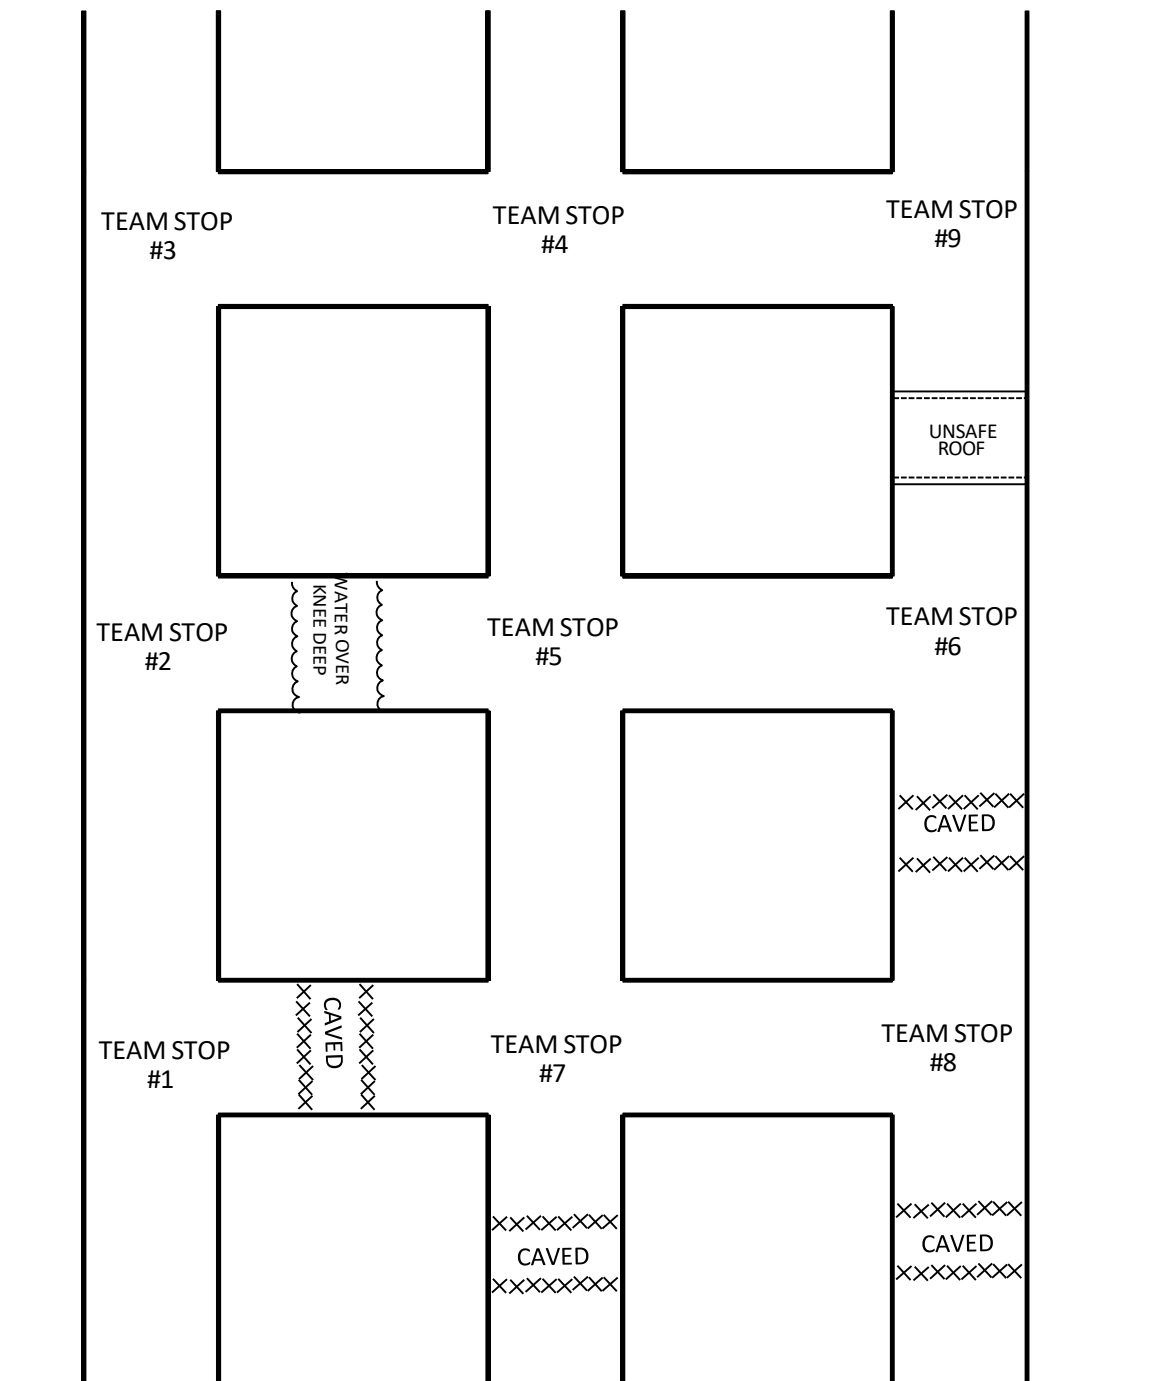 TEAM STOP
#3
TEAM STOP
#4
TEAM STOP
#9
UNSAFE
ROOF
TEAM STOP
#2
WATER OVER
KNEE DEEP
TEAM STOP
#5
TEAM STOP
#6
CAVED
TEAM STOP
#1
CAVED
TEAM STOP
#7
TEAM STOP
#8
CAVED
CAVED